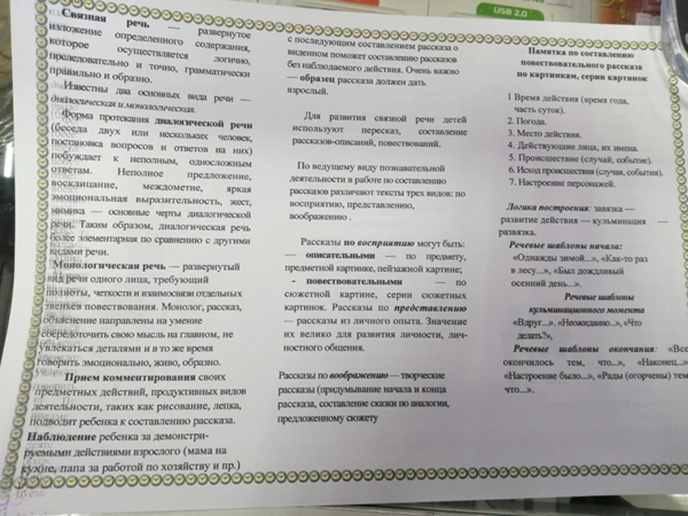 USB 2.0
Связная речь — развернутое
изложение определенного содержания,
которое осуществляется логично,
последовательно и точно, грамматически
правильно и образно.
Известны два основных вида речи —
диалогическая и монологическая.
Форма протекания диалогической речи
(беседа двух или нескольких человек,
постановка вопросов и ответов на них)
побуждает к неполным, односложным
ответам. Неполное предложение,
восклицание, междометие, яркая
эмоциональная выразительность, жест,
мимика — основные черты диалогической
речи. Таким образом, диалогическая речь
более элементарная по сравнению с другими
видами речи.
Монологическая речь — развернутый
вид речи одного лица, требующий
полноты, четкости и взаимосвязи отдельных
звеньев повествования. Монолог, рассказ,
объяснение направлены на умение
сосредоточить свою мысль на главном, не
увлекаться деталями и в то же время
говорить эмоционально, живо, образно.
Прием комментирования своих
предметных действий, продуктивных видов
деятельности, таких как рисование, лепка,
подводит ребенка к составлению рассказа.
Наблюдение ребенка за демонстри-
руемыми действиями взрослого (мама на
кухне, папа за работой по хозяйству и пр.)
с последующим составлением рассказа о
виденном поможет составлению рассказов
без наблюдаемого действия. Очень важно
— образец рассказа должен дать
взрослый.
Для развития связной речи детей
используют пересказ, составление
рассказов-описаний, повествований.
По ведущему виду познавательной
деятельности в работе по составлению
рассказов различают тексты трех видов: по
восприятию, представлению,
воображению .
Рассказы по восприятию могут быть:
— описательными — по предмету,
предметной картинке, пейзажной картине;
- повествовательными — по
сюжетной картине, серии сюжетных
картинок. Рассказы по представлению
— рассказы из личного опыта. Значение
их велико для развития личности, лич-
ностного общения.
Рассказы по воображению — творческие
рассказы (придумывание начала и конца
рассказа, составление сказки по аналогии,
предложенному сюжету
Памятка по составлению
повествовательного рассказа
по картинкам, серии картинок
1 Время действия (время года,
часть суток).
2. Погода.
3. Место действия.
4. Действующие лица, их имена.
5. Происшествие (случай, событие).
6. Исход происшествия (случая, события).
7. Настроение персонажей.
Логика построения: завязка —
развитие действия — кульминация —
развязка.
Речевые шаблоны начала:
«Однажды зимой...», «Как-то раз
в лесу...», «Был дождливый
осенний день...».
Речевые шаблоны
кульминационного момента
«Вдруг...». «Неожиданно...», «Что
делать?»,
Речевые шаблоны окончания: «Все
окончилось тем, что...», «Наконец...»
«Настроение было...», «Рады (огорчены) тем
что...».